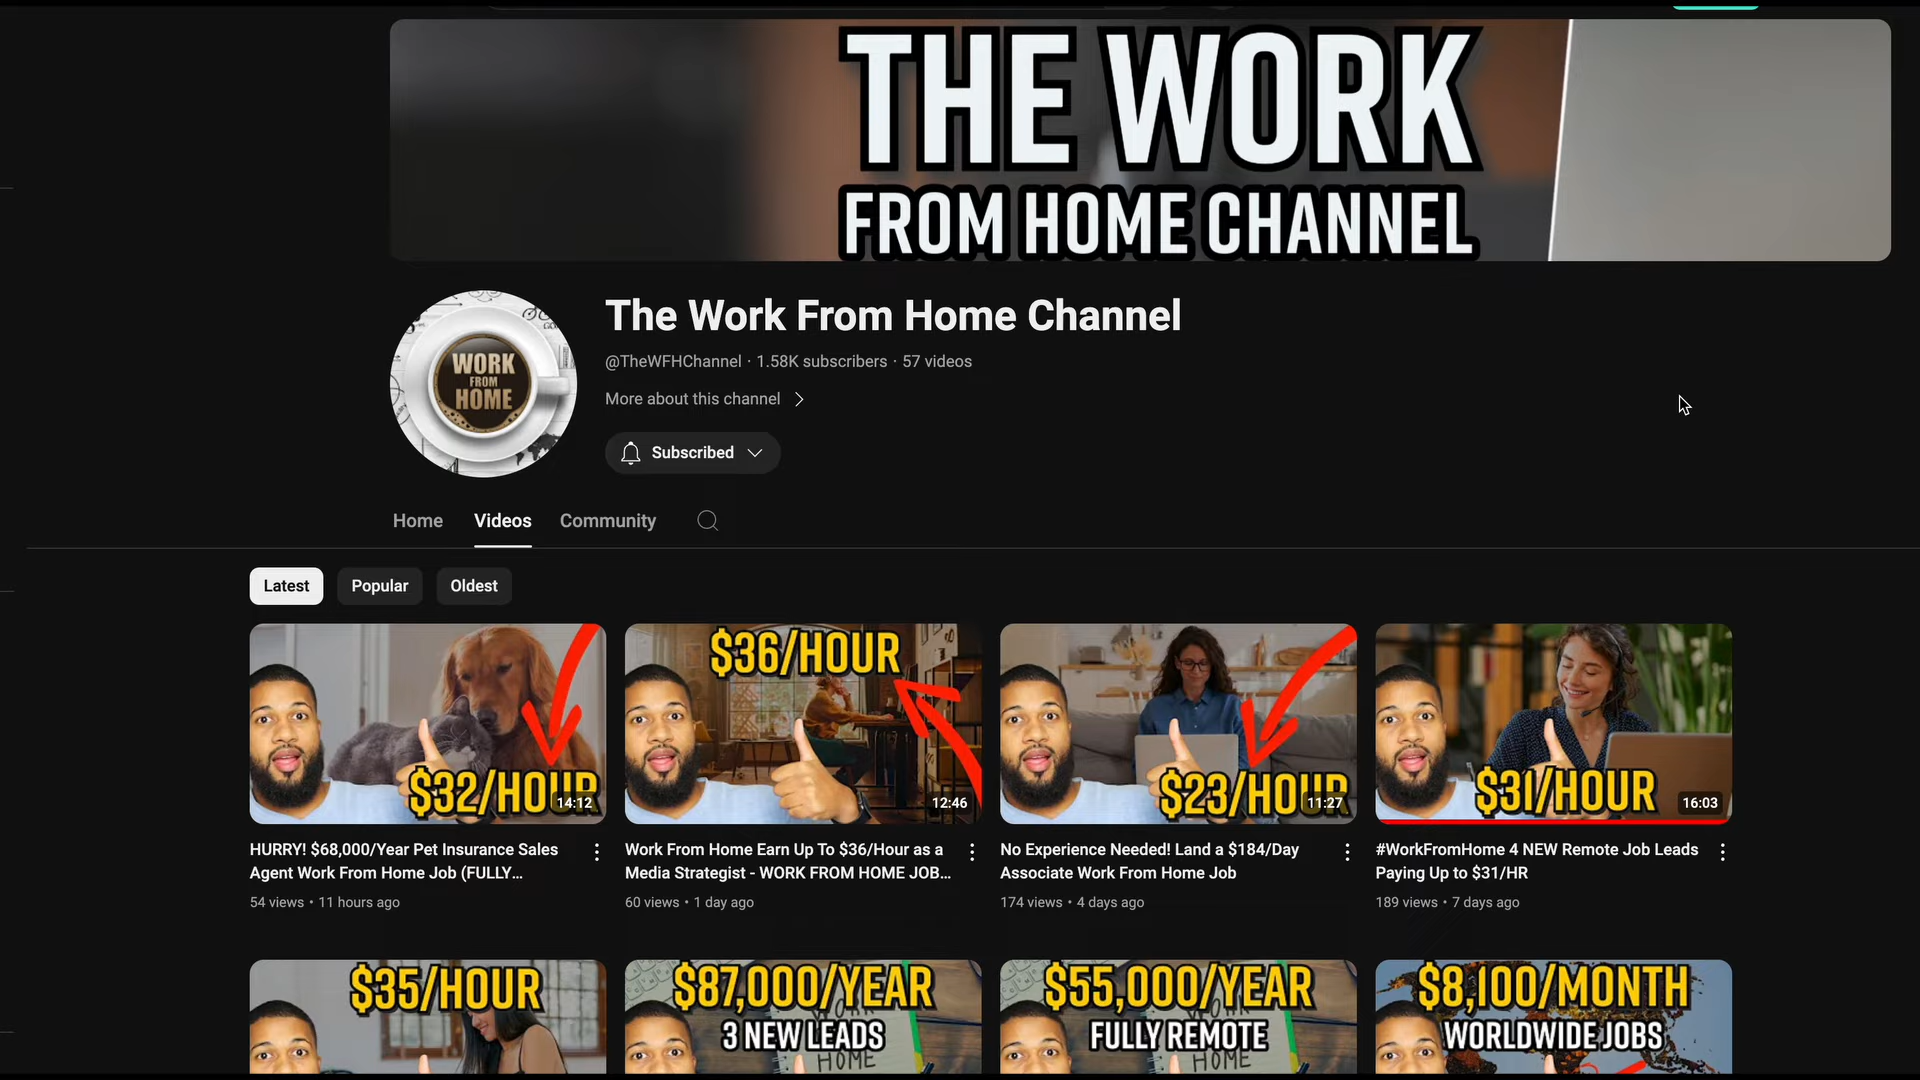 THE WORK
FROM HOME CHANNEL
WORK
FROM
HOME
The Work From Home Channel
@TheWFHChannel · 1.58K subscribers · 57 videos
More about this channel
Subscribed
Home Videos Community
Latest Popular Oldest
$32/HOUR
14:12
$36/HOUR
12:46
$23/HOUR
11:27
$31/HOUR
16:03
HURRY! $68,000/Year Pet Insurance Sales
Agent Work From Home Job (FULLY...
54 views • 11 hours ago
Work From Home Earn Up To $36/Hour as a
Media Strategist - WORK FROM HOME JOB...
60 views • 1 day ago
No Experience Needed! Land a $184/Day
Associate Work From Home Job
174 views • 4 days ago
#WorkFromHome 4 NEW Remote Job Leads
Paying Up to $31/HR
189 views • 7 days ago
$35/HOUR
$87,000/YEAR
3 NEW LEADS
HOME
$55,000/YEAR
FULLY REMOTE
HOME
$8,100/MONTH
WORLDWIDE JOBS